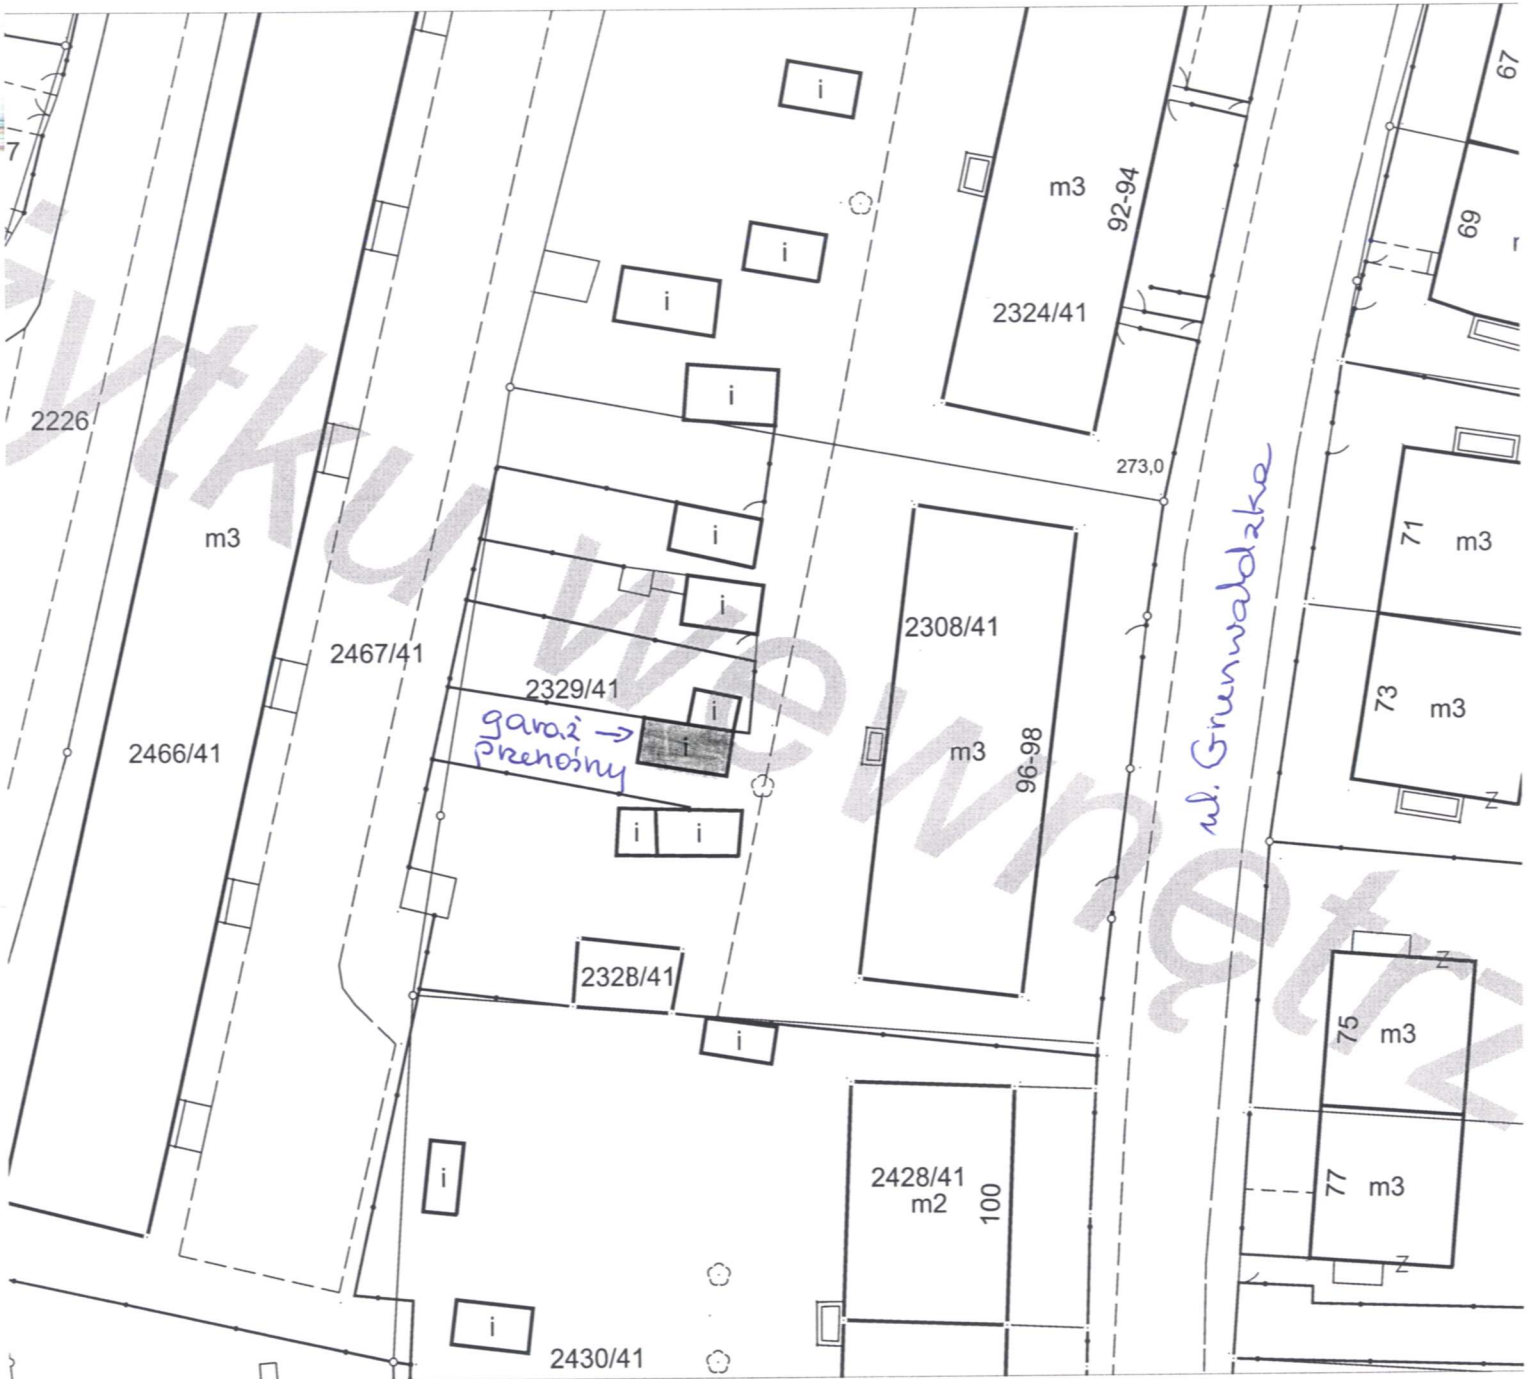 67
7
m3
92-94
69
i
i
i
2324/41
2226
i
273,0
m3
i
71
m3
i
2308/41
2467/41
2329/41
i
73
m3
garaż →
przenośny
i
2466/41
m3
96-98
ul. Grunwaldzka
i
i
Z
żytku wewnętrz
2328/41
Z
75
m3
i
i
2428/41
m2
100
77
m3
Z
i
2430/41